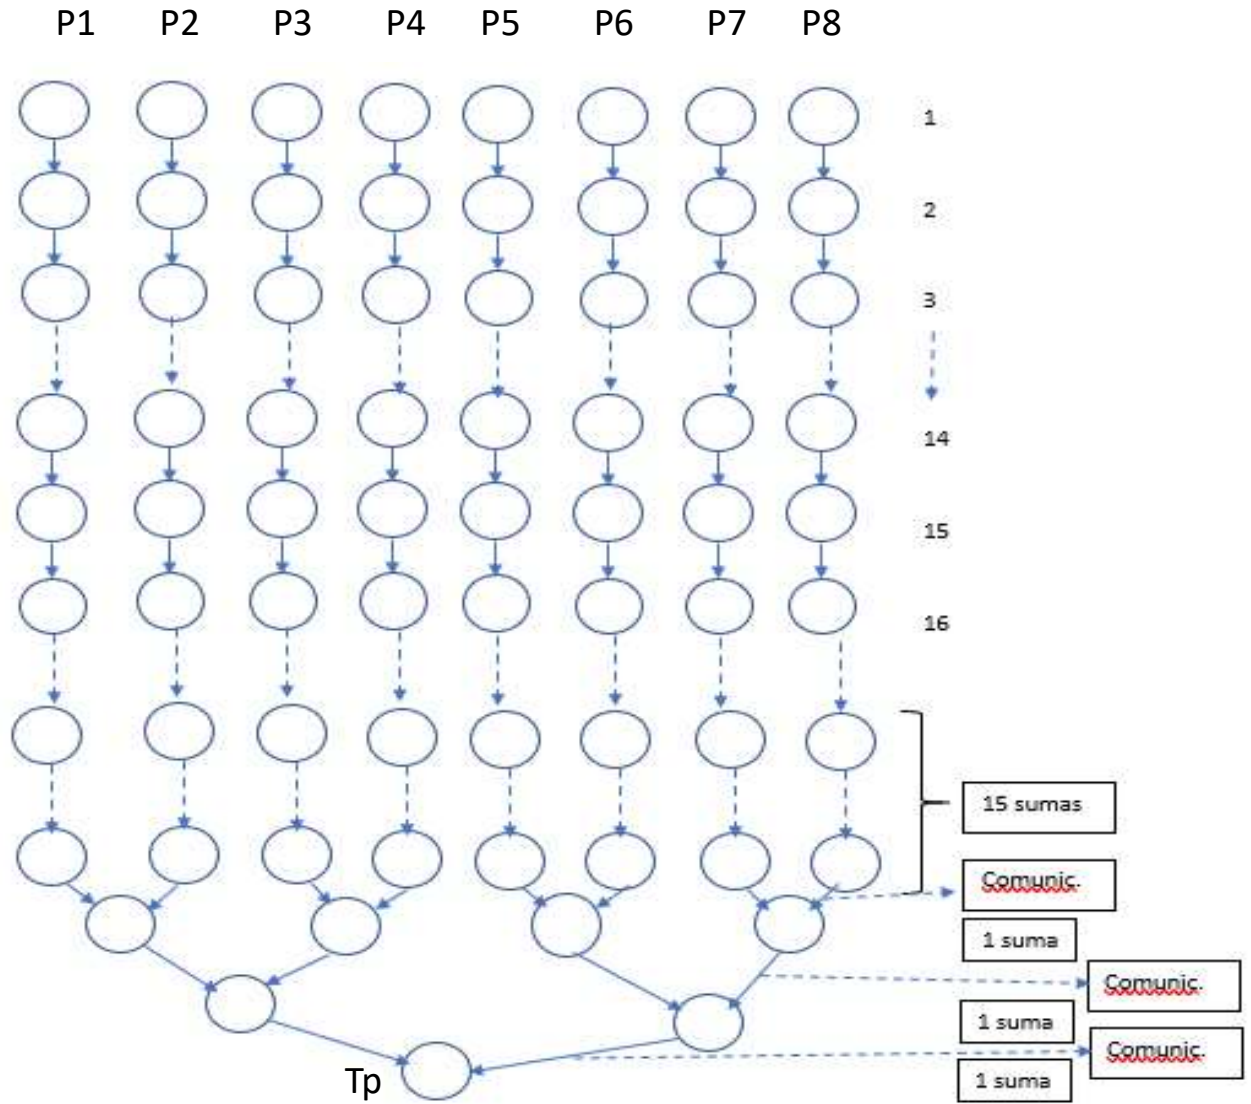 P1 P2 P3 P4 P5 P6 P7 P8
1
2
3
14
15
16
15 sumas
Comunic.
1 suma
Comunic.
1 suma
Comunic.
Tp
1 suma